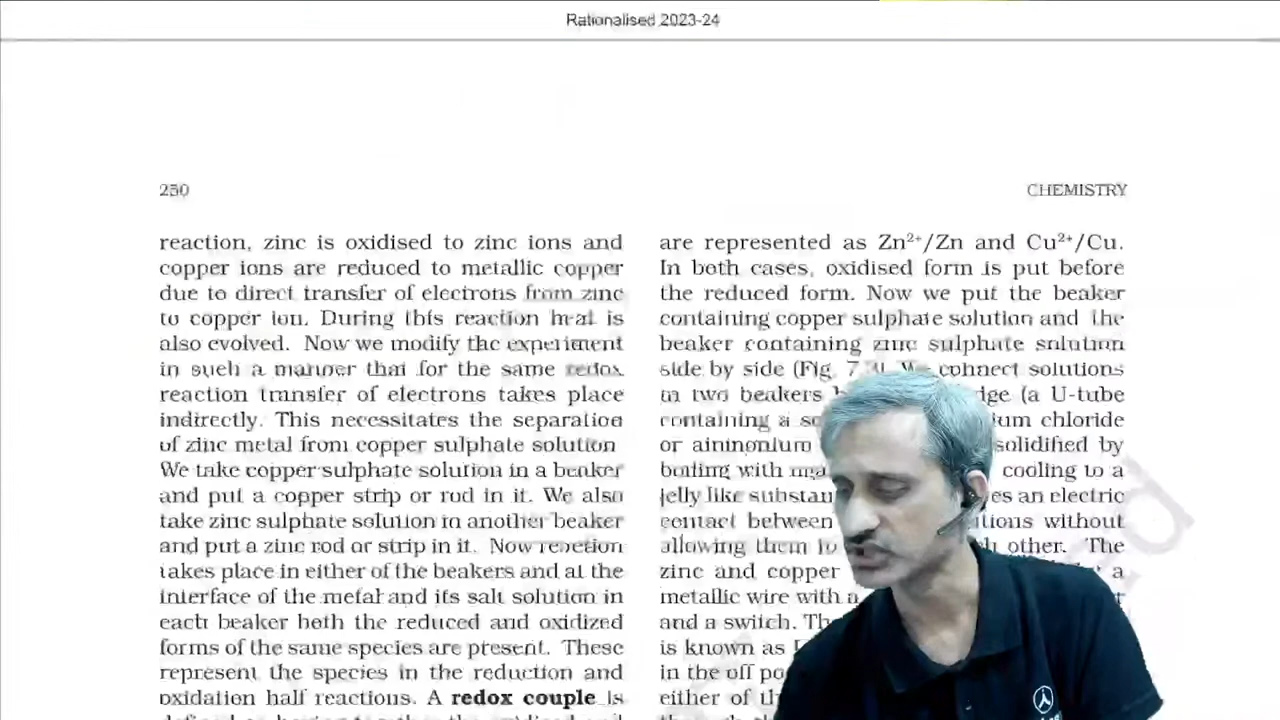 Rationalised 2023-24
250
CHEMISTRY
reaction, zinc is oxidised to zinc ions and
copper ions are reduced to metallic copper
due to direct transfer of electrons from zinc
to copper ion. During this reaction heat is
also evolved. Now we modify the experiment
in such a manner that for the same redox
reaction transfer of electrons takes place
indirectly. This necessitates the separation
of zinc metal from copper sulphate solution
We take copper sulphate solution in a beaker
and put a copper strip or rod in it. We also
take zinc sulphate solution in another beaker
and put a zinc rod or strip in it. Now reaction
takes place in either of the beakers and at the
interface of the metal and its salt solution in
each beaker both the reduced and oxidized
forms of the same species are present. These
represent the species in the reduction and
oxidation half reactions. A redox couple is
are represented as Zn²⁺/Zn and Cu²⁺/Cu.
In both cases, oxidised form is put before
the reduced form. Now we put the beaker
containing copper sulphate solution and the
beaker containing zinc sulphate solution
side by side (Fig. 7.3). We connect solutions
in two beakers (a U-tube
containing a chloride
or ammonium solidified by
boiling with cooling to a
jelly like an electric
contact between without
allowing them to other. The
zinc and copper a
metallic wire with a
and a switch.
is known as
in the off
either of